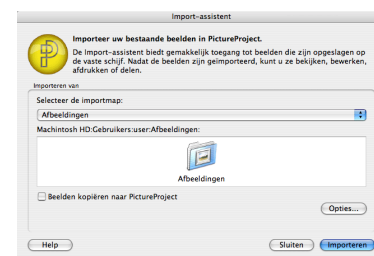 Import-assistent
Importeer uw bestaande beelden in PictureProject.
De Import-assistent biedt gemakkelijk toegang tot beelden die zijn opgeslagen op
de vaste schijf. Nadat de beelden zijn geïmporteerd, kunt u ze bekijken, bewerken,
afdrukken of delen.
Importeren van
Selecteer de importmap:
Afbeeldingen
Machintosh HD:Gebruikers:user:Afbeeldingen:
Afbeeldingen
Beelden kopiëren naar PictureProject
Opties...
Help
Sluiten
Importeren